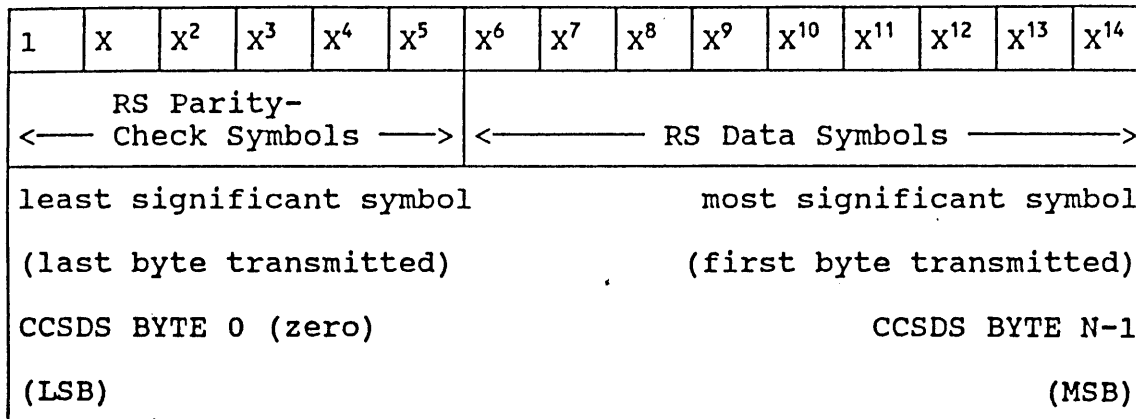 1 X X² X³ X⁴ X⁵ X⁶ X⁷ X⁸ X⁹ X¹⁰ X¹¹ X¹² X¹³ X¹⁴
RS Parity-
<—— Check Symbols ——> <———— RS Data Symbols ————>
least significant symbol most significant symbol
(last byte transmitted) (first byte transmitted)
CCSDS BYTE 0 (zero) CCSDS BYTE N-1
(LSB) (MSB)